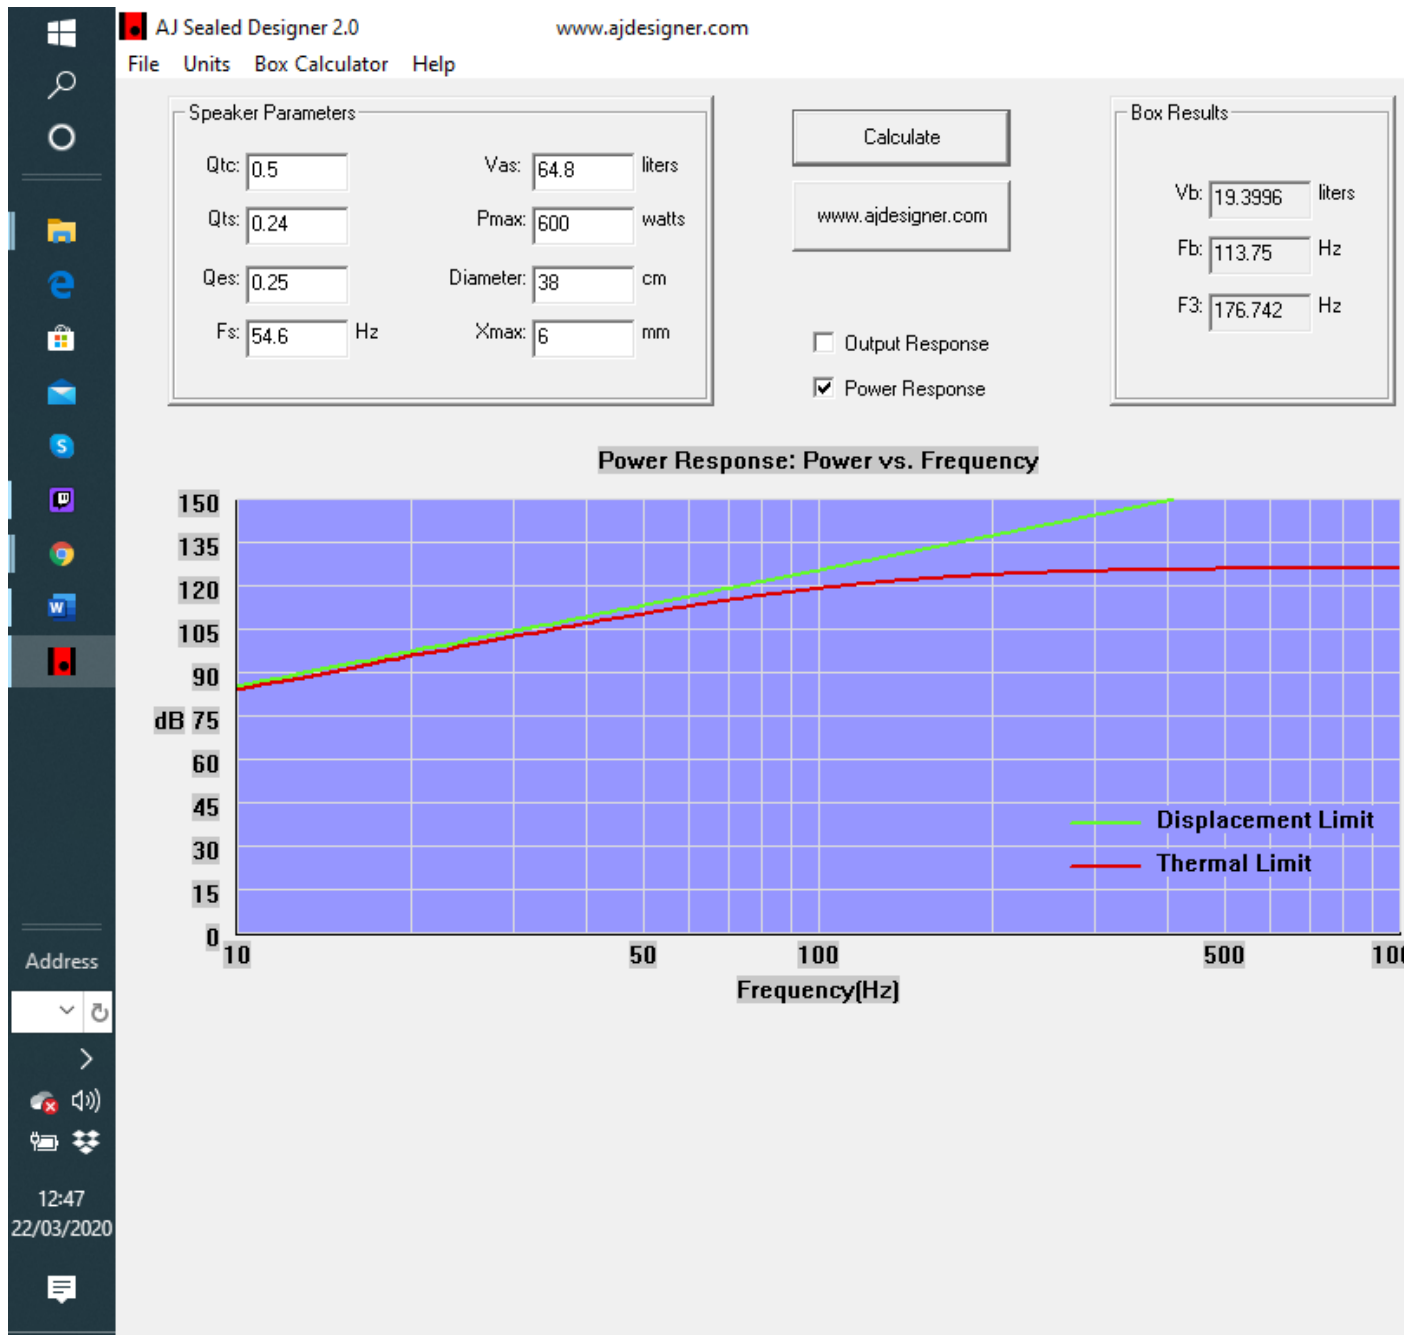 AJ Sealed Designer 2.0 www.ajdesigner.com
File Units Box Calculator Help
Speaker Parameters
Qtc: 0.5 Vas: 64.8 liters
Qts: 0.24 Pmax: 600 watts
Qes: 0.25 Diameter: 38 cm
Fs: 54.6 Hz Xmax: 6 mm
Calculate
www.ajdesigner.com
Output Response
Power Response
Box Results
Vb: 19.3996 liters
Fb: 113.75 Hz
F3: 176.742 Hz
Power Response: Power vs. Frequency
150
135
120
105
90
dB 75
60
45
30
15
0
Displacement Limit
Thermal Limit
10 50 100 500 100
Frequency(Hz)
Address
12:47
22/03/2020